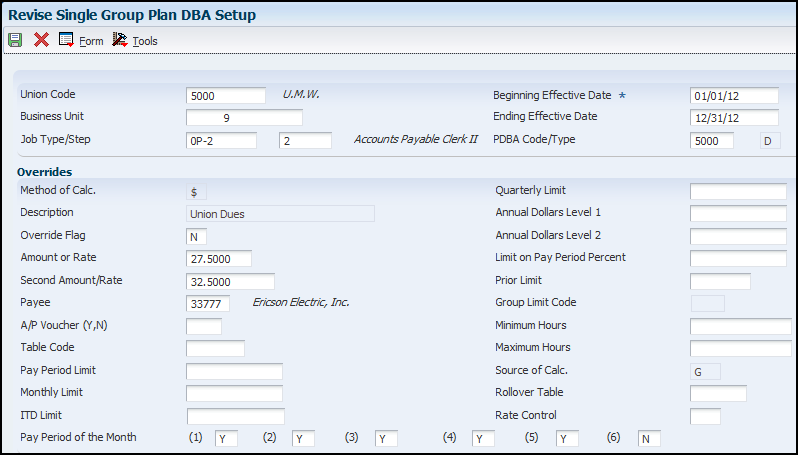 Revise Single Group Plan DBA Setup
Form Tools
Union Code 5000 U.M.W. Beginning Effective Date * 01/01/12
Business Unit 9 Ending Effective Date 12/31/12
Job Type/Step 0P-2 2 Accounts Payable Clerk II PDBA Code/Type 5000 D
Overrides
Method of Calc. $ Quarterly Limit
Description Union Dues Annual Dollars Level 1
Override Flag N Annual Dollars Level 2
Amount or Rate 27.5000 Limit on Pay Period Percent
Second Amount/Rate 32.5000 Prior Limit
Payee 33777 Ericson Electric, Inc. Group Limit Code
A/P Voucher (Y,N) Minimum Hours
Table Code Maximum Hours
Pay Period Limit Source of Calc. G
Monthly Limit Rollover Table
ITD Limit Rate Control
Pay Period of the Month (1) Y (2) Y (3) Y (4) Y (5) Y (6) N